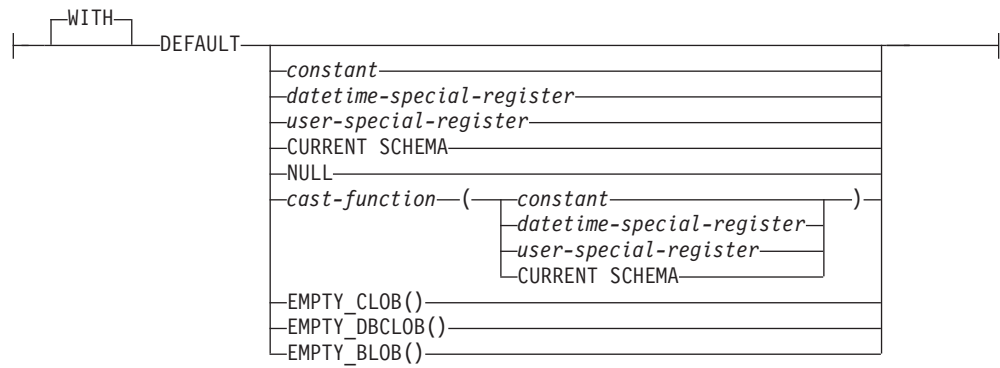 WITH
DEFAULT
constant
datetime-special-register
user-special-register
CURRENT SCHEMA
NULL
cast-function ( constant )
datetime-special-register
user-special-register
CURRENT SCHEMA
EMPTY_CLOB()
EMPTY_DBCLOB()
EMPTY_BLOB()